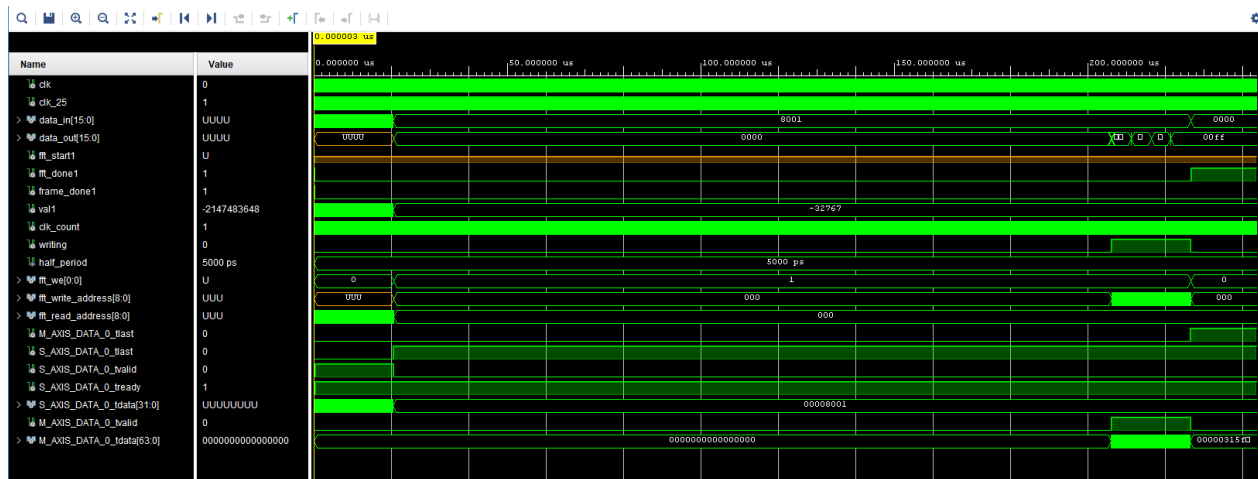 0.000003 us
Name Value 0.000000 us 50.000000 us 100.000000 us 150.000000 us 200.000000 us
clk 0
clk_25 1
data_in[15:0] UUUU 8001 0000
data_out[15:0] UUUU UUUU 0000 00ff
fft_start1 U
fft_done1 1
frame_done1 1
val1 -2147483648 -32767
clk_count 1
writing 0
half_period 5000 ps 5000 ps
fft_we[0:0] U 0 1 0
fft_write_address[8:0] UUU UUU 000 000
fft_read_address[8:0] UUU 000
M_AXIS_DATA_0_tlast 0
S_AXIS_DATA_0_tlast 0
S_AXIS_DATA_0_tvalid 0
S_AXIS_DATA_0_tready 1
S_AXIS_DATA_0_tdata[31:0] UUUUUUUU 00008001
M_AXIS_DATA_0_tvalid 0
M_AXIS_DATA_0_tdata[63:0] 0000000000000000 0000000000000000 00000315f